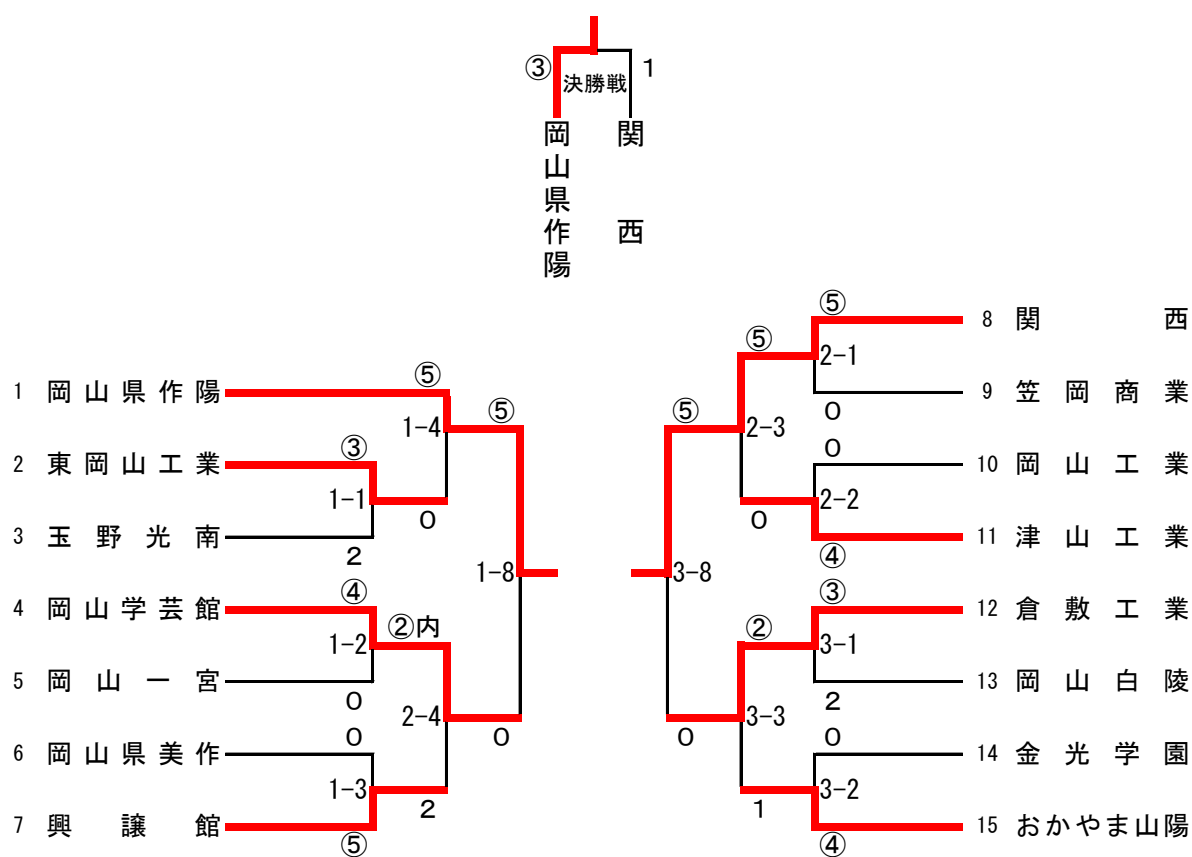 ③ 決勝戦 1
岡山県作陽
関西
⑤
1 岡山県作陽
1-4
⑤
③
2 東岡山工業
1-1
0
3 玉野光南
2
1-8
④
4 岡山学芸館
②内
1-2
5 岡山一宮
0
2-4
0
0
6 岡山県美作
1-3
2
7 興譲館
⑤
⑤
8 関西
⑤
2-1
9 笠岡商業
0
⑤
2-3
0
10 岡山工業
2-2
0
11 津山工業
④
3-8
③
12 倉敷工業
②
3-1
13 岡山白陵
2
3-3
0
0
14 金光学園
3-2
1
15 おかやま山陽
④